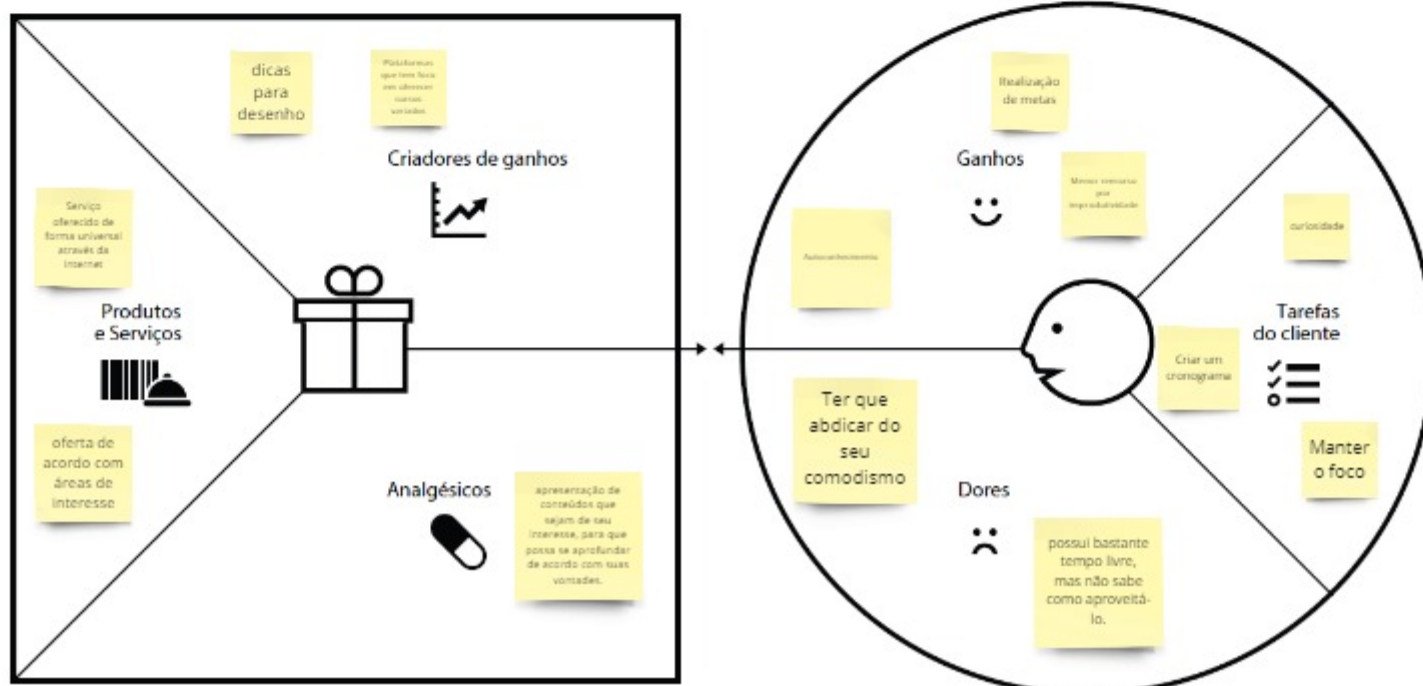 dicas
para
desenho
Plataformas
que tem foco
em oferecer
cursos
variados
Criadores de ganhos
Serviço
oferecido de
forma universal
através da
internet
Produtos
e Serviços
oferta de
acordo com
áreas de
interesse
Analgésicos
apresentação de
conteúdos que
sejam de seu
interesse, para que
possa se aprofundar
de acordo com suas
vontades.
Realização
de metas
Ganhos
Menor remorso
por
improdutividade
Autoconhecimento
curiosidade
Tarefas
do cliente
Criar um
cronograma
Manter
o foco
Ter que
abdicar do
seu
comodismo
Dores
possui bastante
tempo livre,
mas não sabe
como aproveitá-
lo.